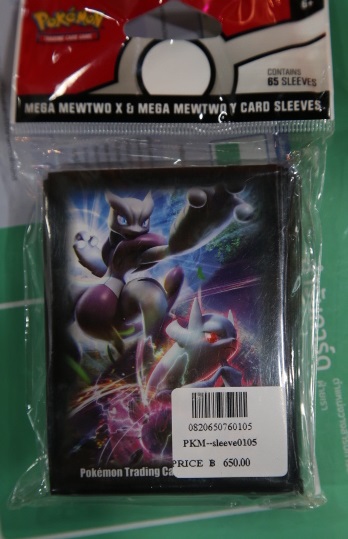 Pokémon
TRADING CARD GAME
6+
CONTAINS
65 SLEEVES
MEGA MEWTWO X & MEGA MEWTWO Y CARD SLEEVES
0820650760105
PKM--sleeve0105
PRICE B 650.00
Pokémon Trading Ca